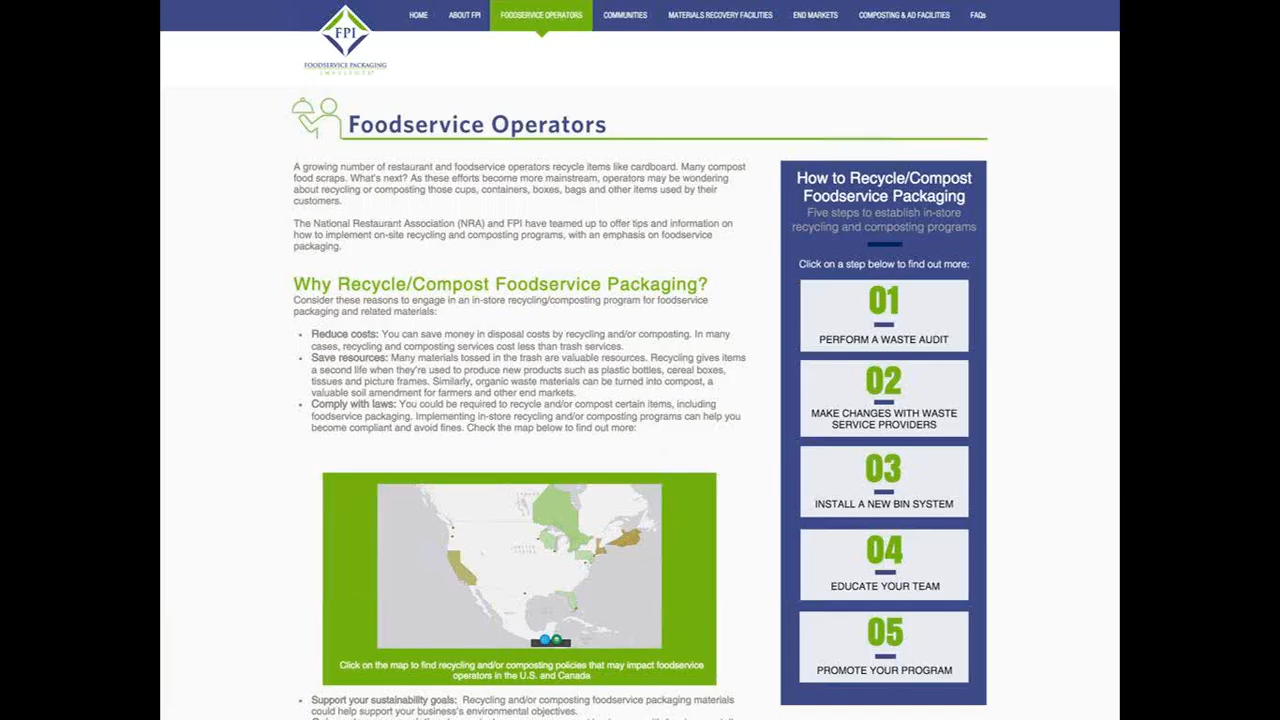 HOME
ABOUT FPI
FOODSERVICE OPERATORS
COMMUNITIES
MATERIALS RECOVERY FACILITIES
END MARKETS
COMPOSTING & AD FACILITIES
FAQs
FPI
FOODSERVICE PACKAGING
INSTITUTE
Foodservice Operators
A growing number of restaurant and foodservice operators recycle items like cardboard. Many compost
food scraps. What's next? As these efforts become more mainstream, operators may be wondering
about recycling or composting those cups, containers, boxes, bags and other items used by their
customers.
The National Restaurant Association (NRA) and FPI have teamed up to offer tips and information on
how to implement on-site recycling and composting programs, with an emphasis on foodservice
packaging.
Why Recycle/Compost Foodservice Packaging?
Consider these reasons to engage in an in-store recycling/composting program for foodservice
packaging and related materials:
• Reduce costs: You can save money in disposal costs by recycling and/or composting. In many
cases, recycling and composting services cost less than trash services.
• Save resources: Many materials tossed in the trash are valuable resources. Recycling gives items
a second life when they're used to produce new products such as plastic bottles, cereal boxes,
tissues and picture frames. Similarly, organic waste materials can be turned into compost, a
valuable soil amendment for farmers and other end markets.
• Comply with laws: You could be required to recycle and/or compost certain items, including
foodservice packaging. Implementing in-store recycling and/or composting programs can help you
become compliant and avoid fines. Check the map below to find out more:
Click on the map to find recycling and/or composting policies that may impact foodservice
operators in the U.S. and Canada
• Support your sustainability goals: Recycling and/or composting foodservice packaging materials
could help support your business's environmental objectives.
How to Recycle/Compost
Foodservice Packaging
Five steps to establish in-store
recycling and composting programs
Click on a step below to find out more:
01
PERFORM A WASTE AUDIT
02
MAKE CHANGES WITH WASTE
SERVICE PROVIDERS
03
INSTALL A NEW BIN SYSTEM
04
EDUCATE YOUR TEAM
05
PROMOTE YOUR PROGRAM